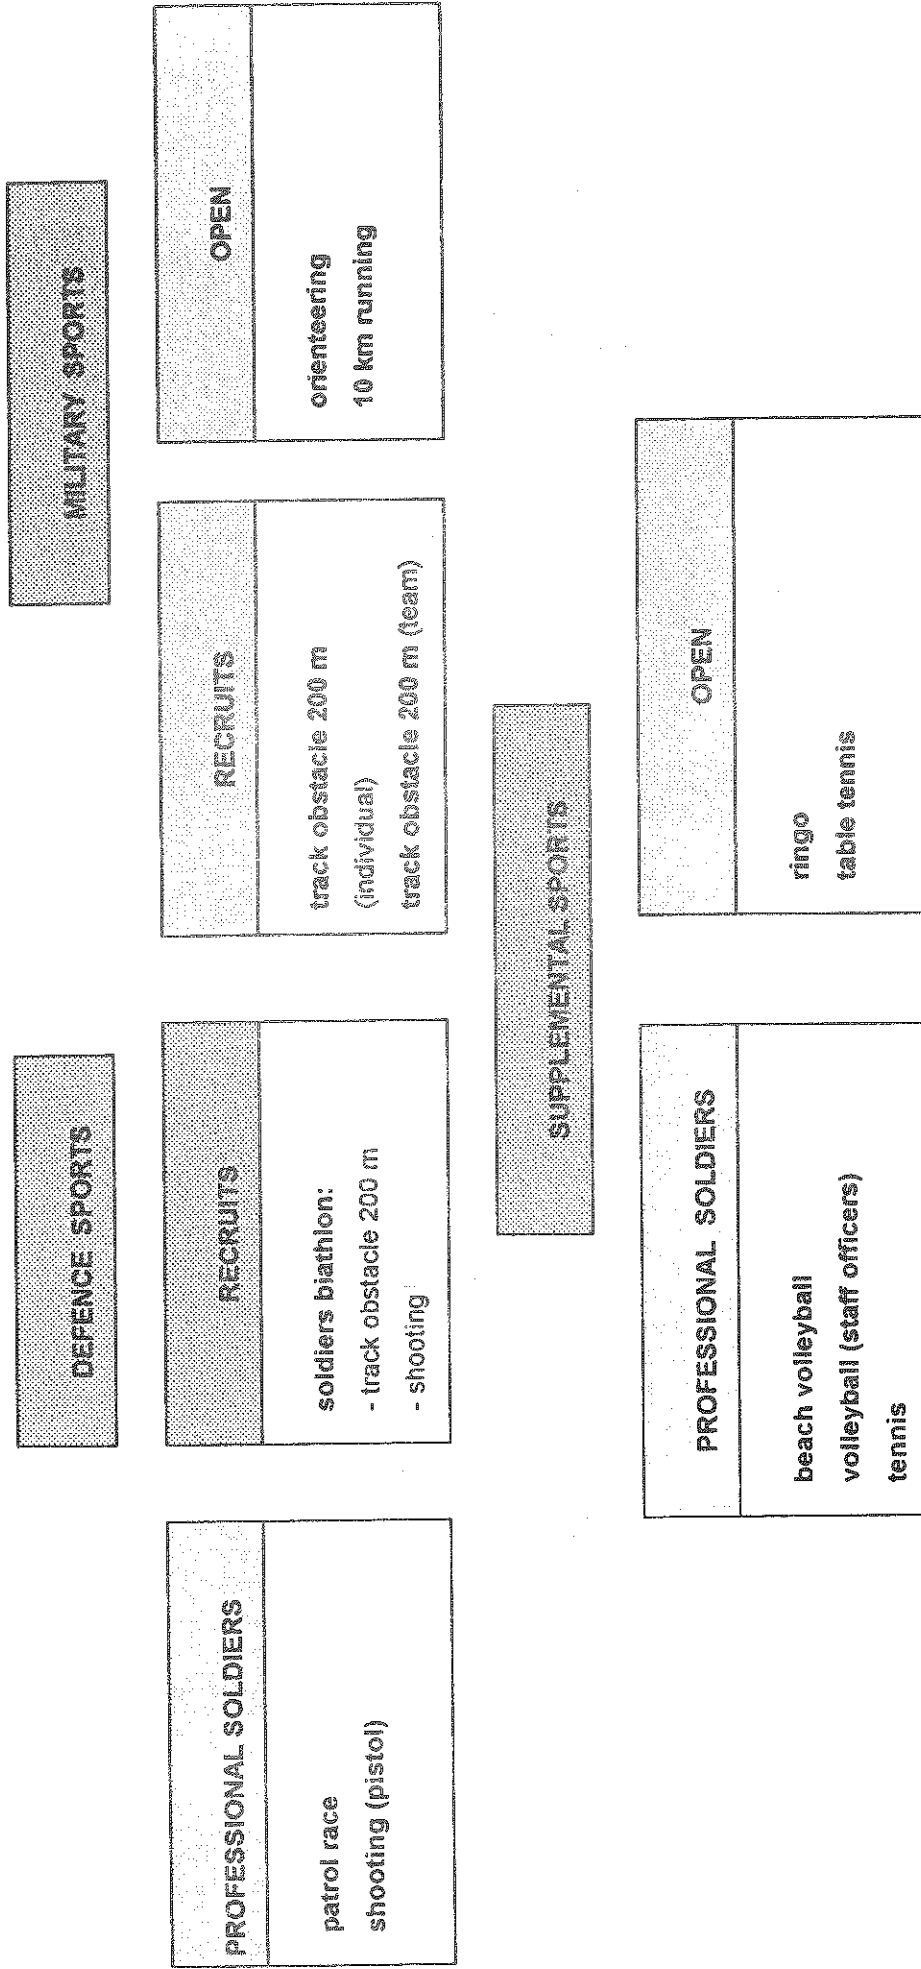 DEFENCE SPORTS
MILITARY SPORTS
PROFESSIONAL SOLDIERS
patrol race
shooting (pistol)
RECRUITS
soldiers biathlon:
- track obstacle 200 m
- shooting
RECRUITS
track obstacle 200 m
(individual)
track obstacle 200 m (team)
OPEN
orienteering
10 km running
SUPPLEMENTAL SPORTS
PROFESSIONAL SOLDIERS
beach volleyball
volleyball (staff officers)
tennis
OPEN
ringo
table tennis